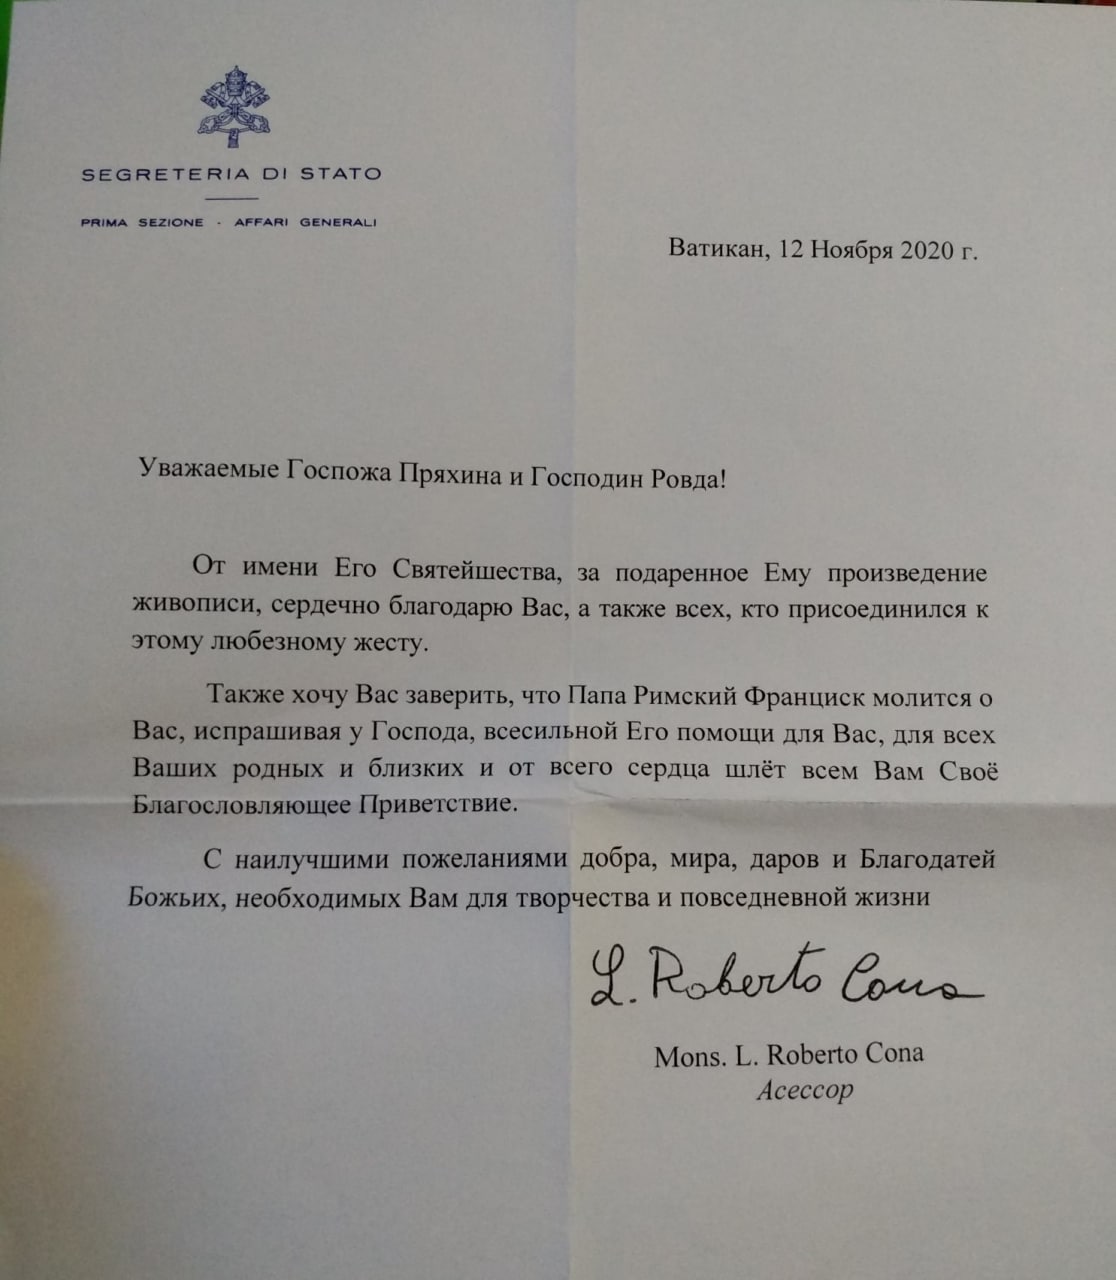 SEGRETERIA DI STATO
PRIMA SEZIONE - AFFARI GENERALI
Ватикан, 12 Ноября 2020 г.
Уважаемые Госпожа Пряхина и Господин Ровда!
От имени Его Святейшества, за подаренное Ему произведение
живописи, сердечно благодарю Вас, а также всех, кто присоединился к
этому любезному жесту.
Также хочу Вас заверить, что Папа Римский Франциск молится о
Вас, испрашивая у Господа, всесильной Его помощи для Вас, для всех
Ваших родных и близких и от всего сердца шлёт всем Вам Своё
Благословляющее Приветствие.
С наилучшими пожеланиями добра, мира, даров и Благодатей
Божьих, необходимых Вам для творчества и повседневной жизни
L. Roberto Cona
Mons. L. Roberto Cona
Асессор